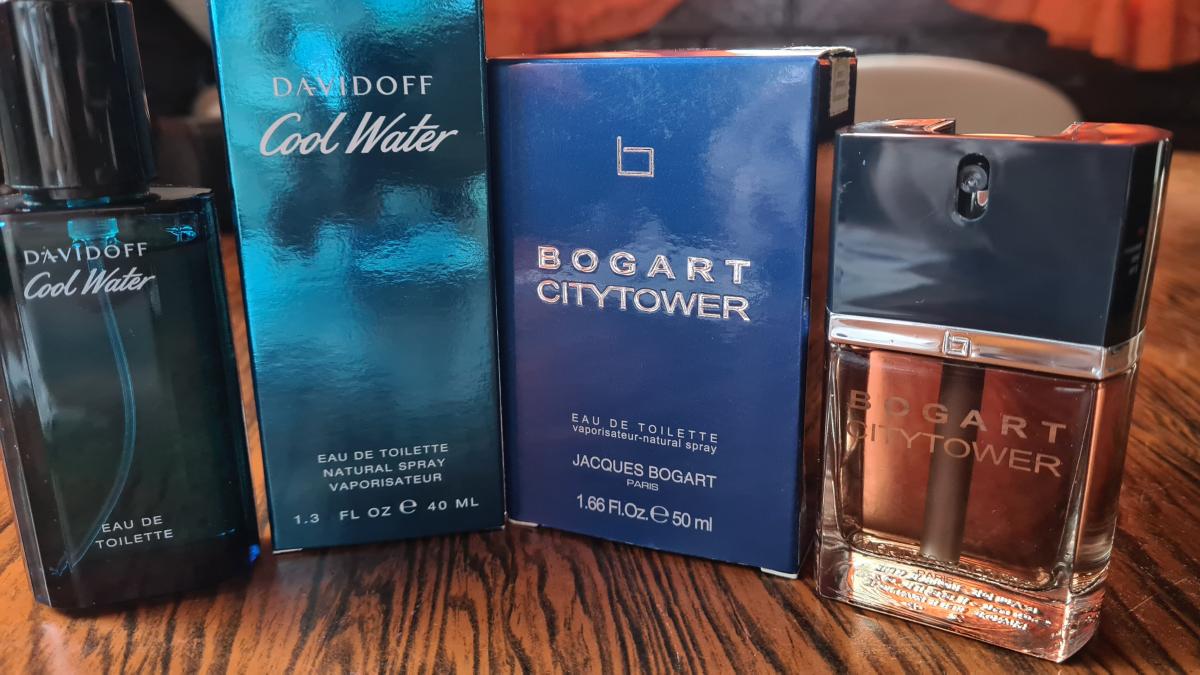 DAVIDOFF
Cool Water
EAU DE
TOILETTE
DAVIDOFF
Cool Water
EAU DE TOILETTE
NATURAL SPRAY
VAPORISATEUR
1.3 FL OZ ℮ 40 ML
BOGART
CITYTOWER
EAU DE TOILETTE
vaporisateur-natural spray
JACQUES BOGART
PARIS
1.66 Fl.Oz. ℮ 50 ml
BOGART
CITYTOWER
PARIS